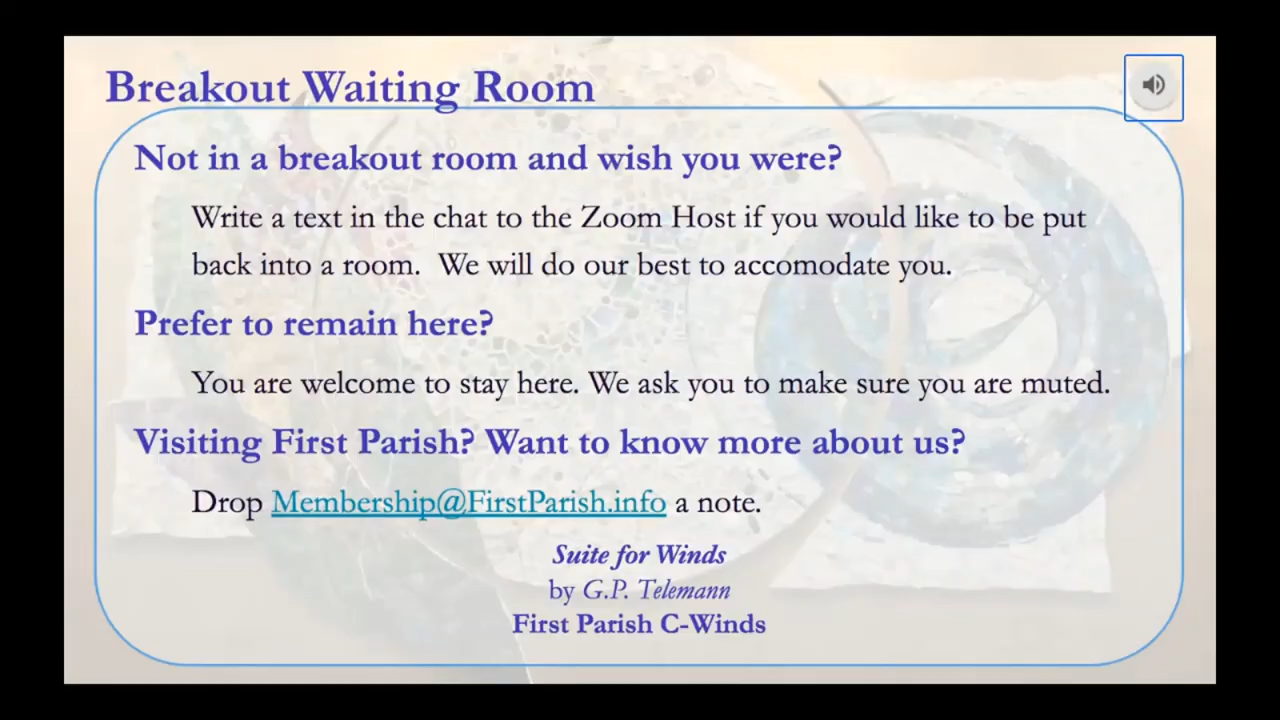 Breakout Waiting Room
Not in a breakout room and wish you were?
Write a text in the chat to the Zoom Host if you would like to be put
back into a room.  We will do our best to accomodate you.
Prefer to remain here?
You are welcome to stay here. We ask you to make sure you are muted.
Visiting First Parish? Want to know more about us?
Drop Membership@FirstParish.info a note.
Suite for Winds
by G.P. Telemann
First Parish C-Winds